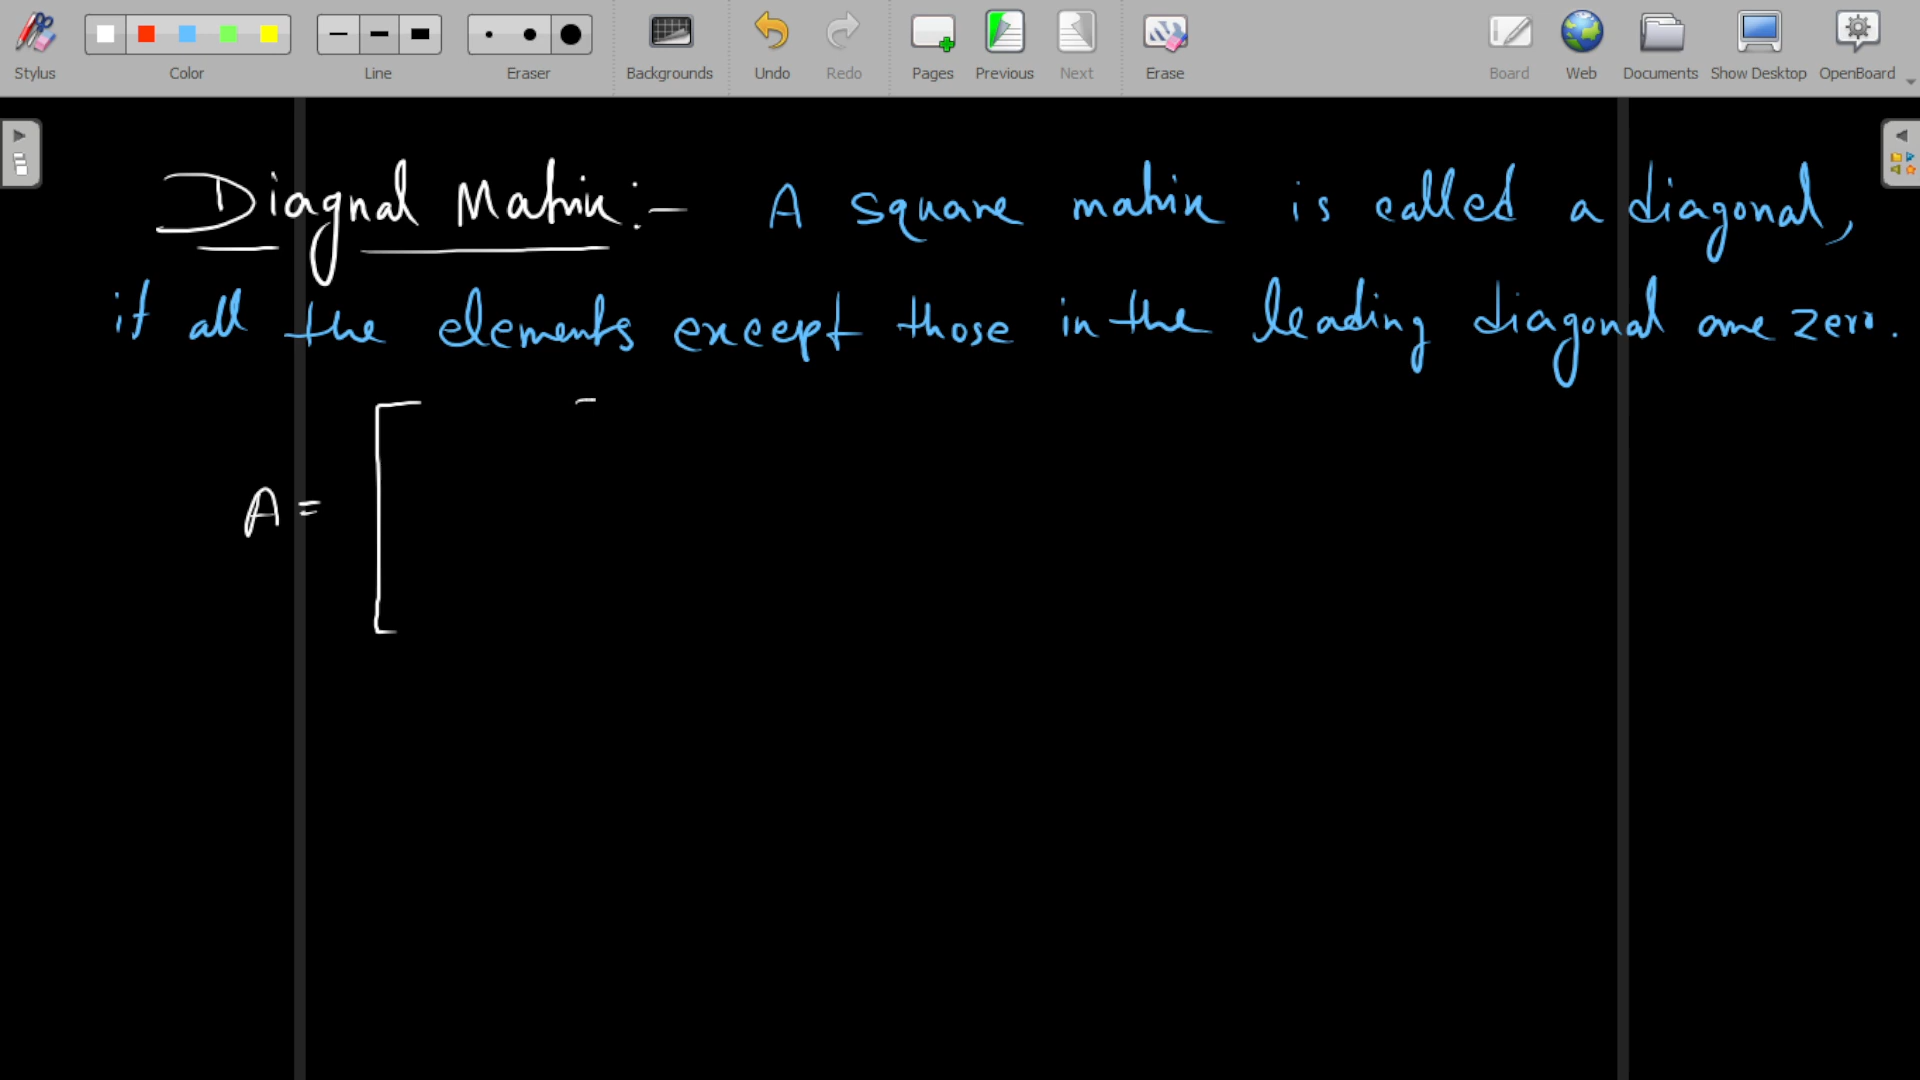 Stylus Color Line Eraser Backgrounds Undo Redo Pages Previous Next Erase Board Web Documents Show Desktop OpenBoard
Diagnal Matrix:- A square matrix is called a diagonal,
if all the elements except those in the leading diagonal are zero.
A = [